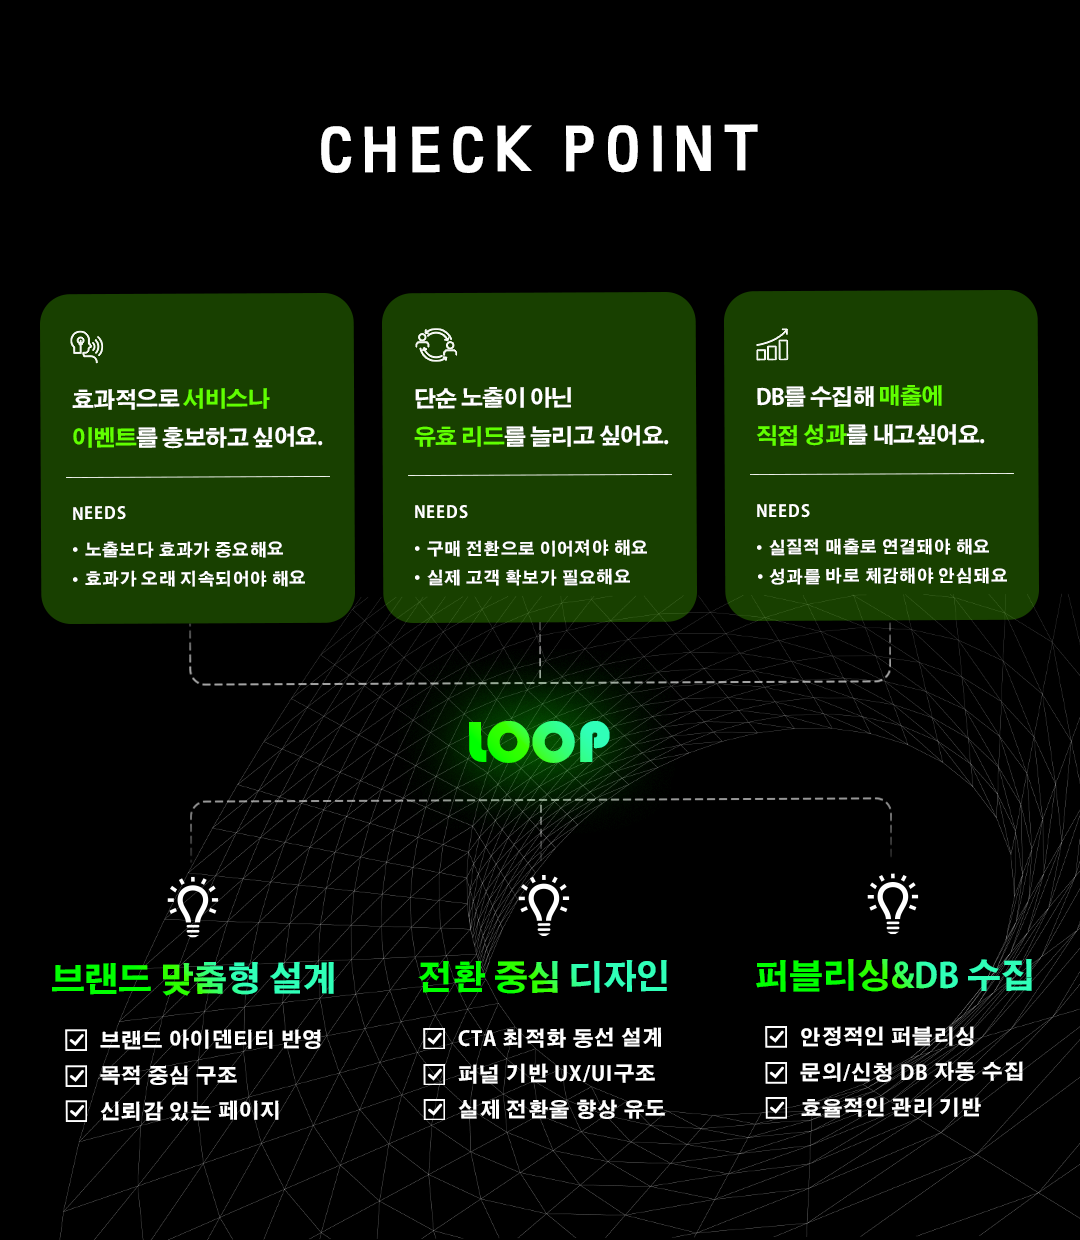 CHECK POINT
효과적으로 서비스나
이벤트를 홍보하고 싶어요.
NEEDS
• 노출보다 효과가 중요해요
• 효과가 오래 지속되어야 해요
단순 노출이 아닌
유효 리드를 늘리고 싶어요.
NEEDS
• 구매 전환으로 이어져야 해요
• 실제 고객 확보가 필요해요
DB를 수집해 매출에
직접 성과를 내고싶어요.
NEEDS
• 실질적 매출로 연결돼야 해요
• 성과를 바로 체감해야 안심돼요
LOOP
브랜드 맞춤형 설계
브랜드 아이덴티티 반영
목적 중심 구조
신뢰감 있는 페이지
전환 중심 디자인
CTA 최적화 동선 설계
퍼널 기반 UX/UI구조
실제 전환율 향상 유도
퍼블리싱&DB 수집
안정적인 퍼블리싱
문의/신청 DB 자동 수집
효율적인 관리 기반